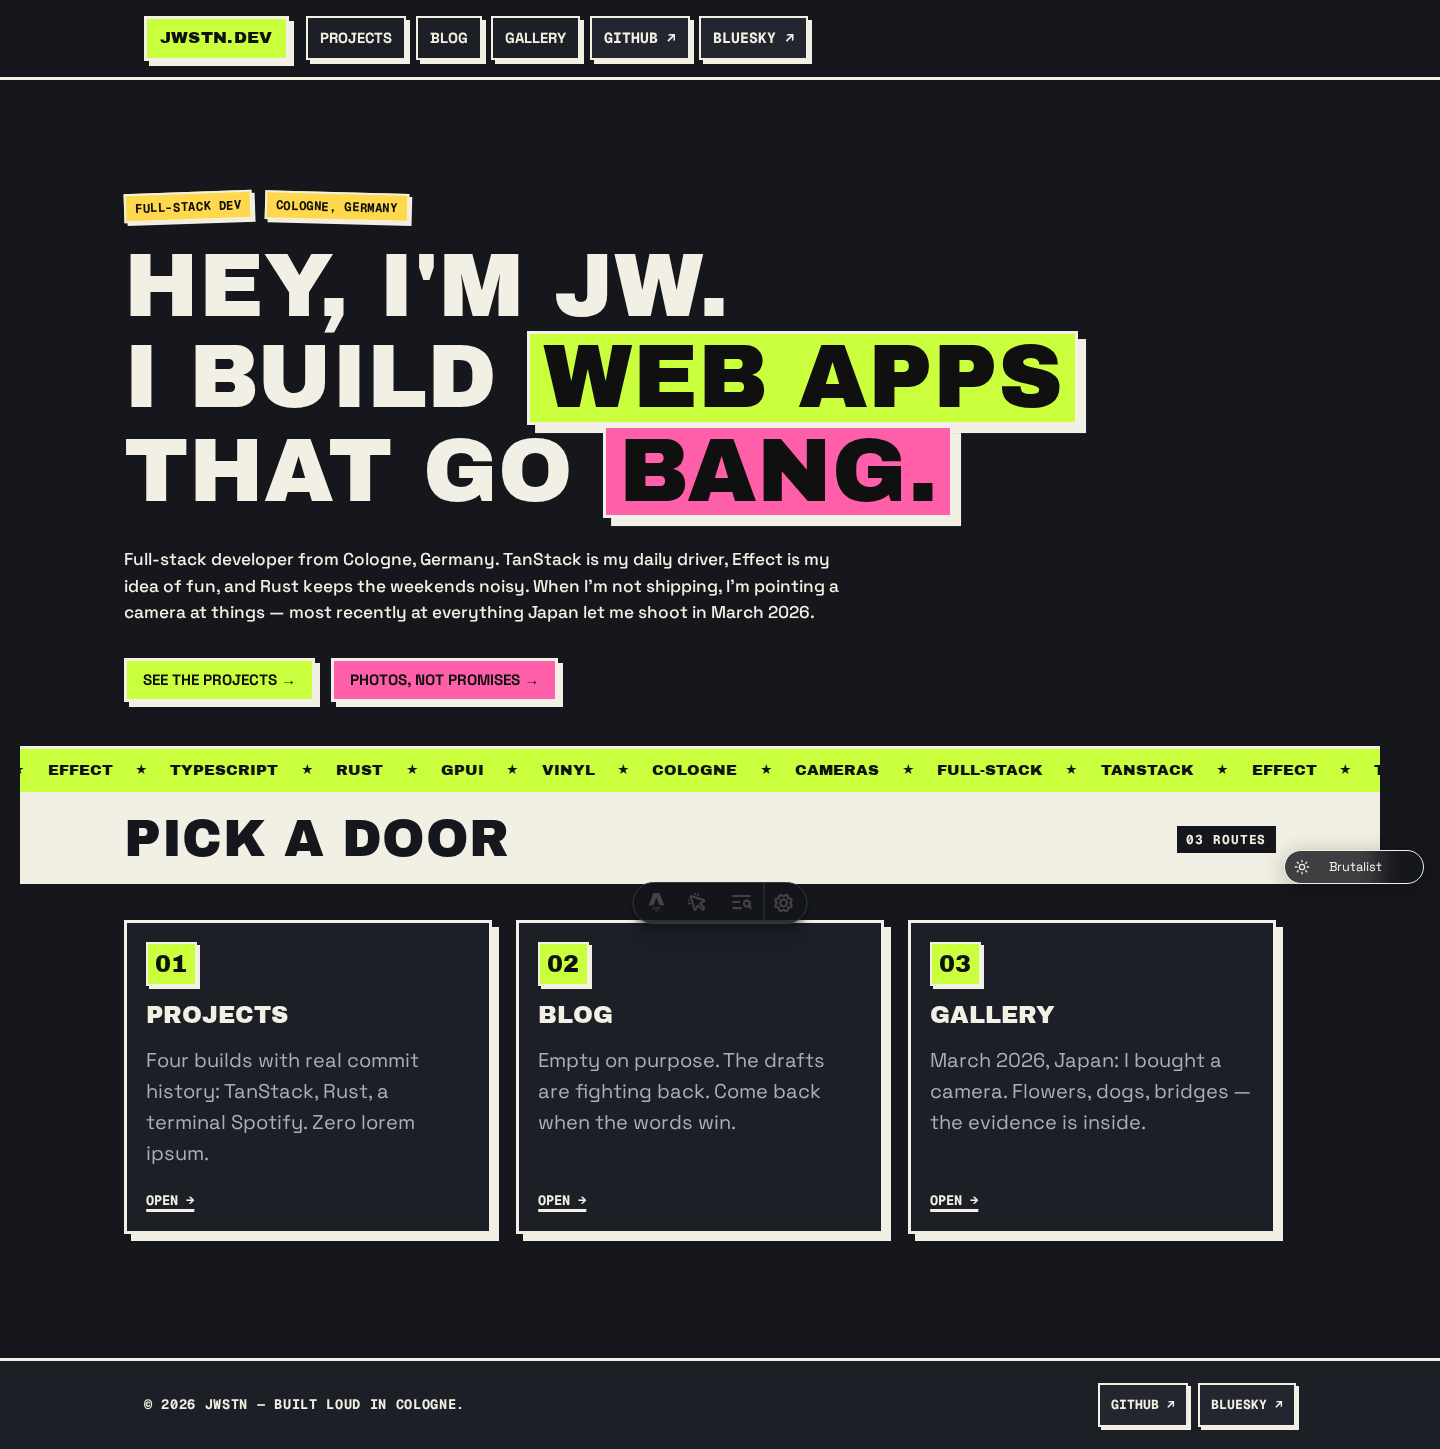 JWSTN.DEV
PROJECTS
BLOG
GALLERY
GITHUB ↗
BLUESKY ↗
FULL-STACK DEV
COLOGNE, GERMANY
HEY, I'M JW.
I BUILD WEB APPS
THAT GO BANG.
Full-stack developer from Cologne, Germany. TanStack is my daily driver, Effect is my
idea of fun, and Rust keeps the weekends noisy. When I’m not shipping, I’m pointing a
camera at things — most recently at everything Japan let me shoot in March 2026.
SEE THE PROJECTS →
PHOTOS, NOT PROMISES →
EFFECT ★ TYPESCRIPT ★ RUST ★ GPUI ★ VINYL ★ COLOGNE ★ CAMERAS ★ FULL-STACK ★ TANSTACK ★ EFFECT ★
PICK A DOOR
03 ROUTES
Brutalist
01
PROJECTS
Four builds with real commit
history: TanStack, Rust, a
terminal Spotify. Zero lorem
ipsum.
OPEN →
02
BLOG
Empty on purpose. The drafts
are fighting back. Come back
when the words win.
OPEN →
03
GALLERY
March 2026, Japan: I bought a
camera. Flowers, dogs, bridges —
the evidence is inside.
OPEN →
© 2026 JWSTN — BUILT LOUD IN COLOGNE.
GITHUB ↗
BLUESKY ↗